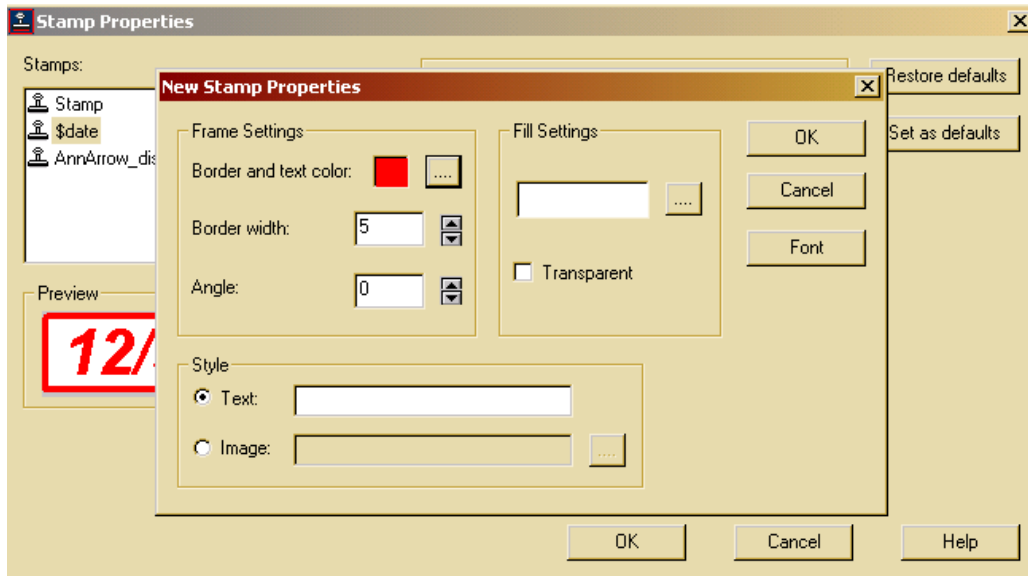 Stamp Properties
Stamps:
Stamp
$date
AnnArrow_dis
Restore defaults
Set as defaults
Preview
12/
New Stamp Properties
Frame Settings
Border and text color:
....
Border width:
5
Angle:
0
Fill Settings
....
Transparent
OK
Cancel
Font
Style
Text:
Image:
....
OK
Cancel
Help